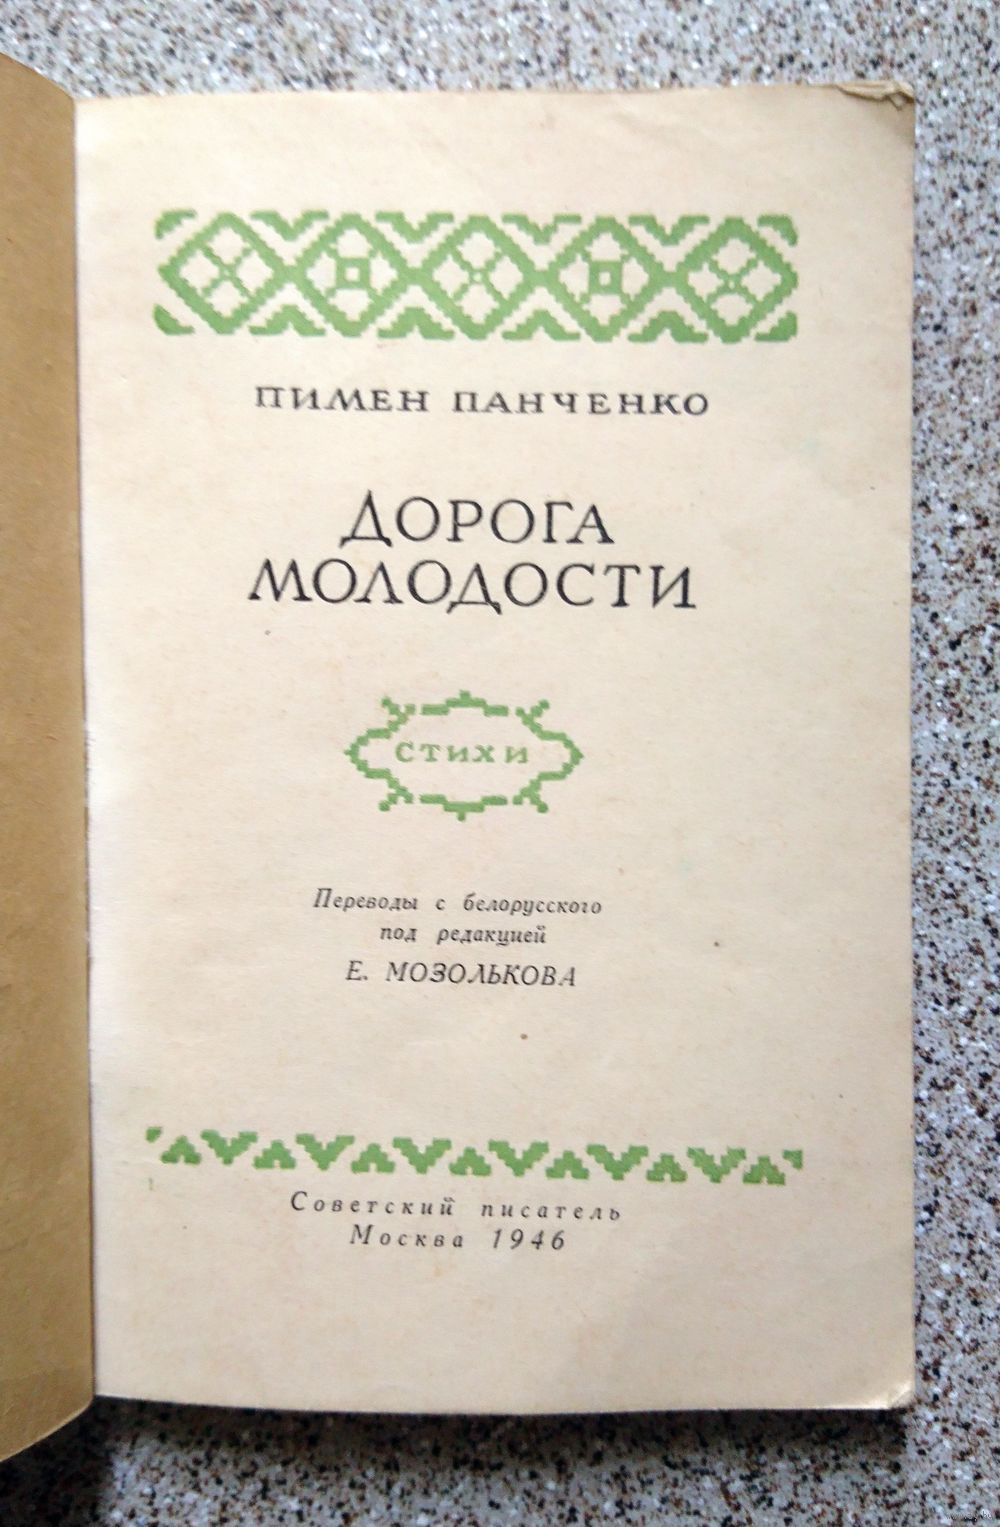 ПИМЕН ПАНЧЕНКО
ДОРОГА
МОЛОДОСТИ
СТИХИ
Переводы с белорусского
под редакцией
Е. МОЗОЛЬКОВА
Советский писатель
Москва 1946